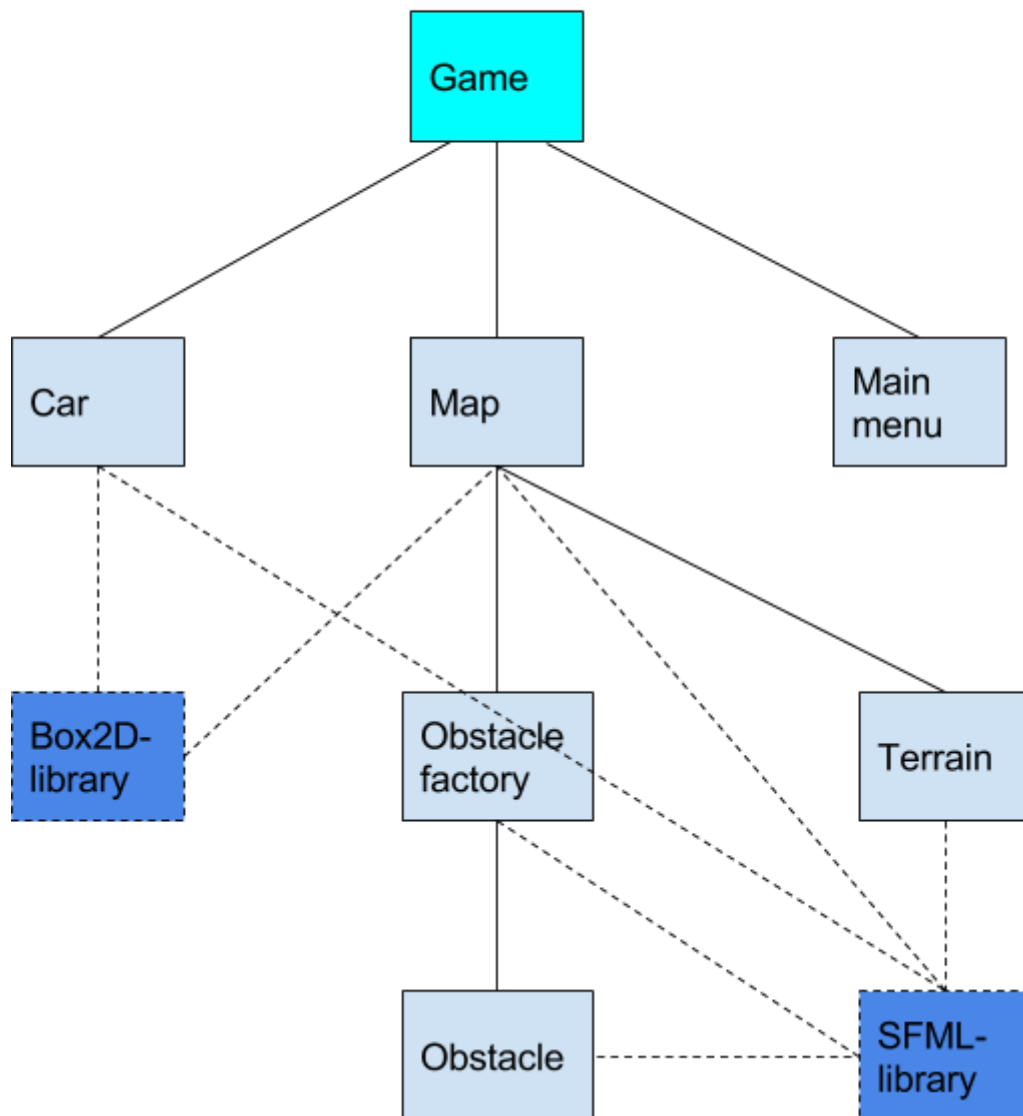 Game
Car
Map
Main
menu
Box2D-
library
Obstacle
factory
Terrain
Obstacle
SFML-
library